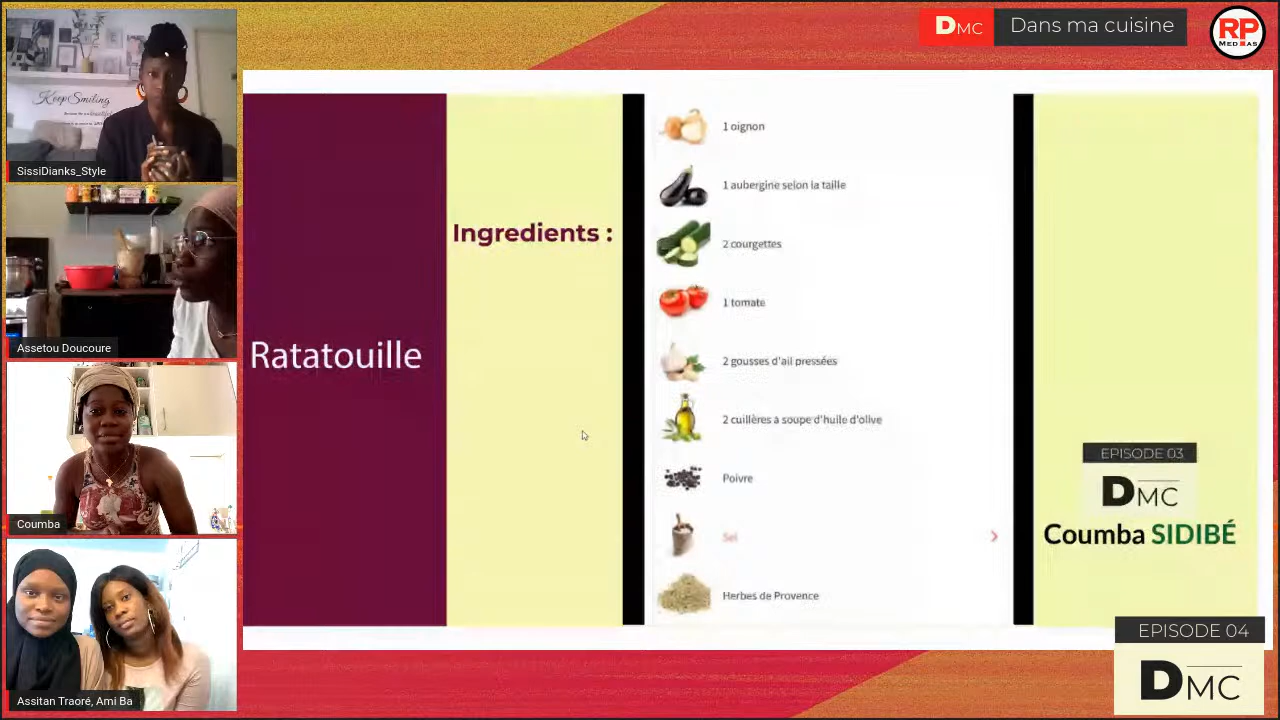 DMC Dans ma cuisine
RP
MEDIAS
Keep Smiling
SissiDianks_Style
Assetou Doucoure
Coumba
Assitan Traoré, Ami Ba
Ratatouille
Ingredients :
1 oignon
1 aubergine selon la taille
2 courgettes
1 tomate
2 gousses d'ail pressées
2 cuillères a soupe d'huile d'olive
Poivre
Sel
Herbes de Provence
EPISODE 03
DMC
Coumba SIDIBÉ
EPISODE 04
DMC